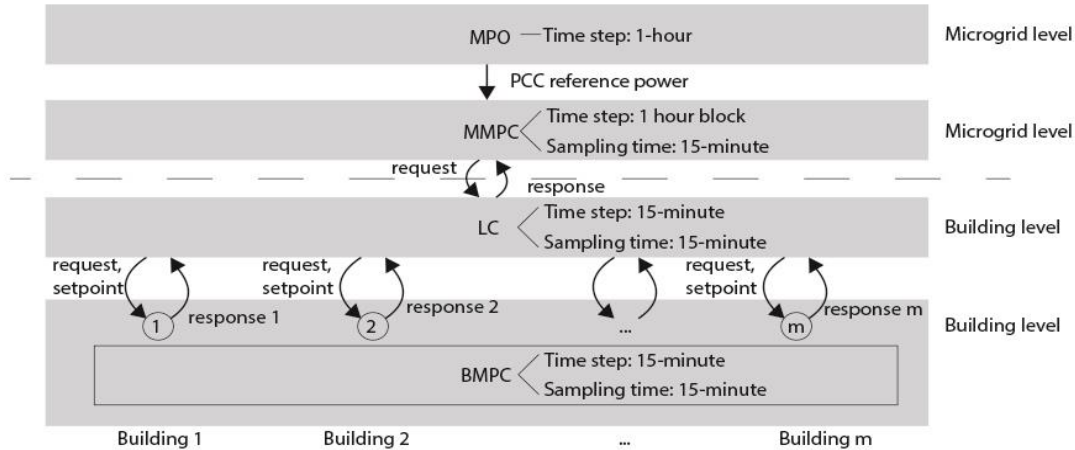 MPO
Time step: 1-hour
Microgrid level
PCC reference power
Time step: 1 hour block
MMPC
Sampling time: 15-minute
Microgrid level
request
response
Time step: 15-minute
LC
Sampling time: 15-minute
Building level
request,
setpoint
request,
setpoint
request,
setpoint
...
1
response 1
2
response 2
...
m
response m
Building level
Time step: 15-minute
BMPC
Sampling time: 15-minute
Building 1
Building 2
...
Building m